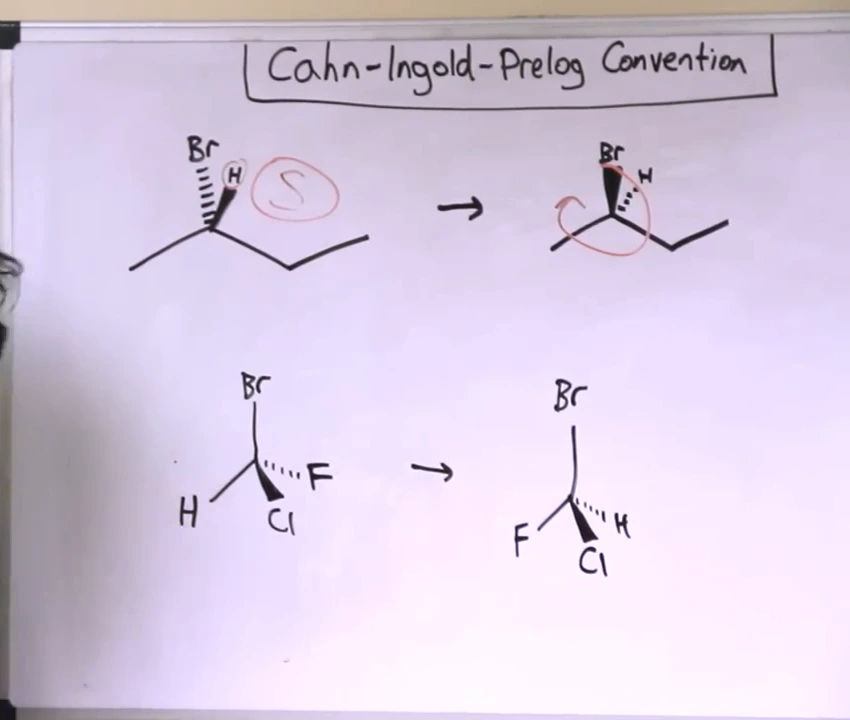 Cahn-Ingold-Prelog Convention
Br
H
S
→
Br
H
Br
H
F
Cl
→
Br
F
H
Cl